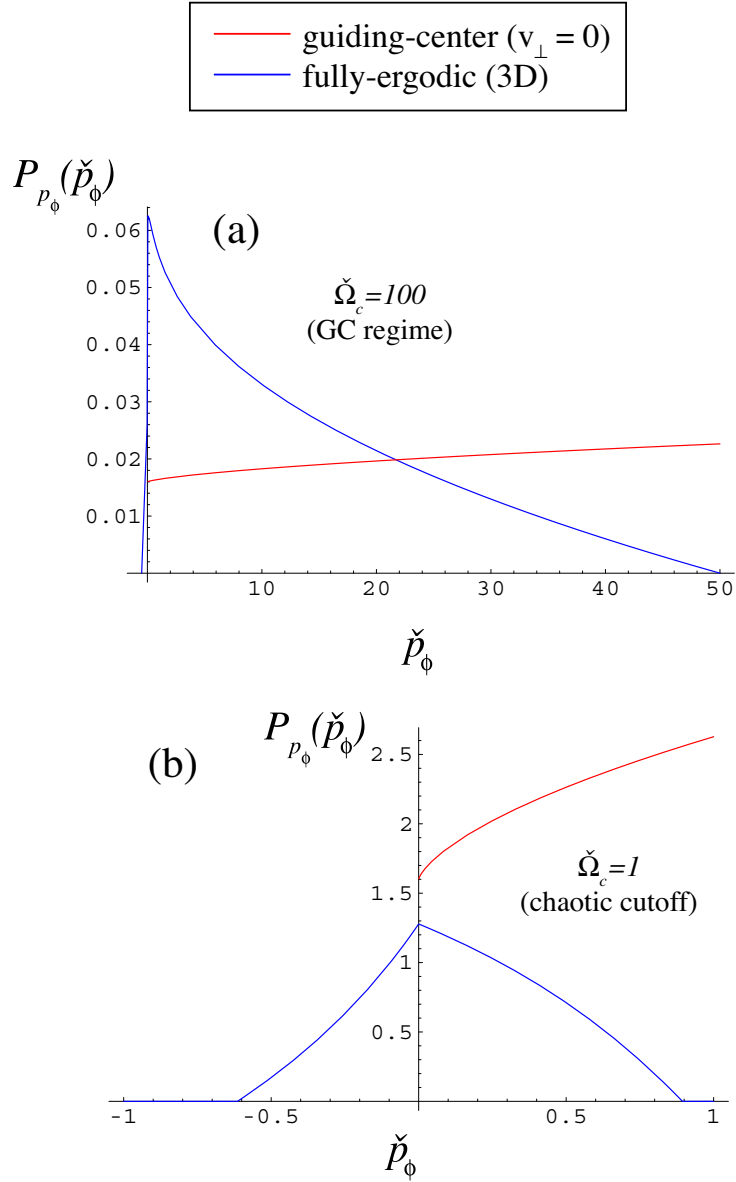 guiding-center (v⊥ = 0)
fully-ergodic (3D)
P_{p_ϕ}(p̌_ϕ)
(a)
Ω̌_c=100
(GC regime)
0.06
0.05
0.04
0.03
0.02
0.01
10 20 30 40 50
p̌_ϕ
P_{p_ϕ}(p̌_ϕ)
(b)
Ω̌_c=1
(chaotic cutoff)
2.5
2
1.5
1
0.5
-1 -0.5 0.5 1
p̌_ϕ